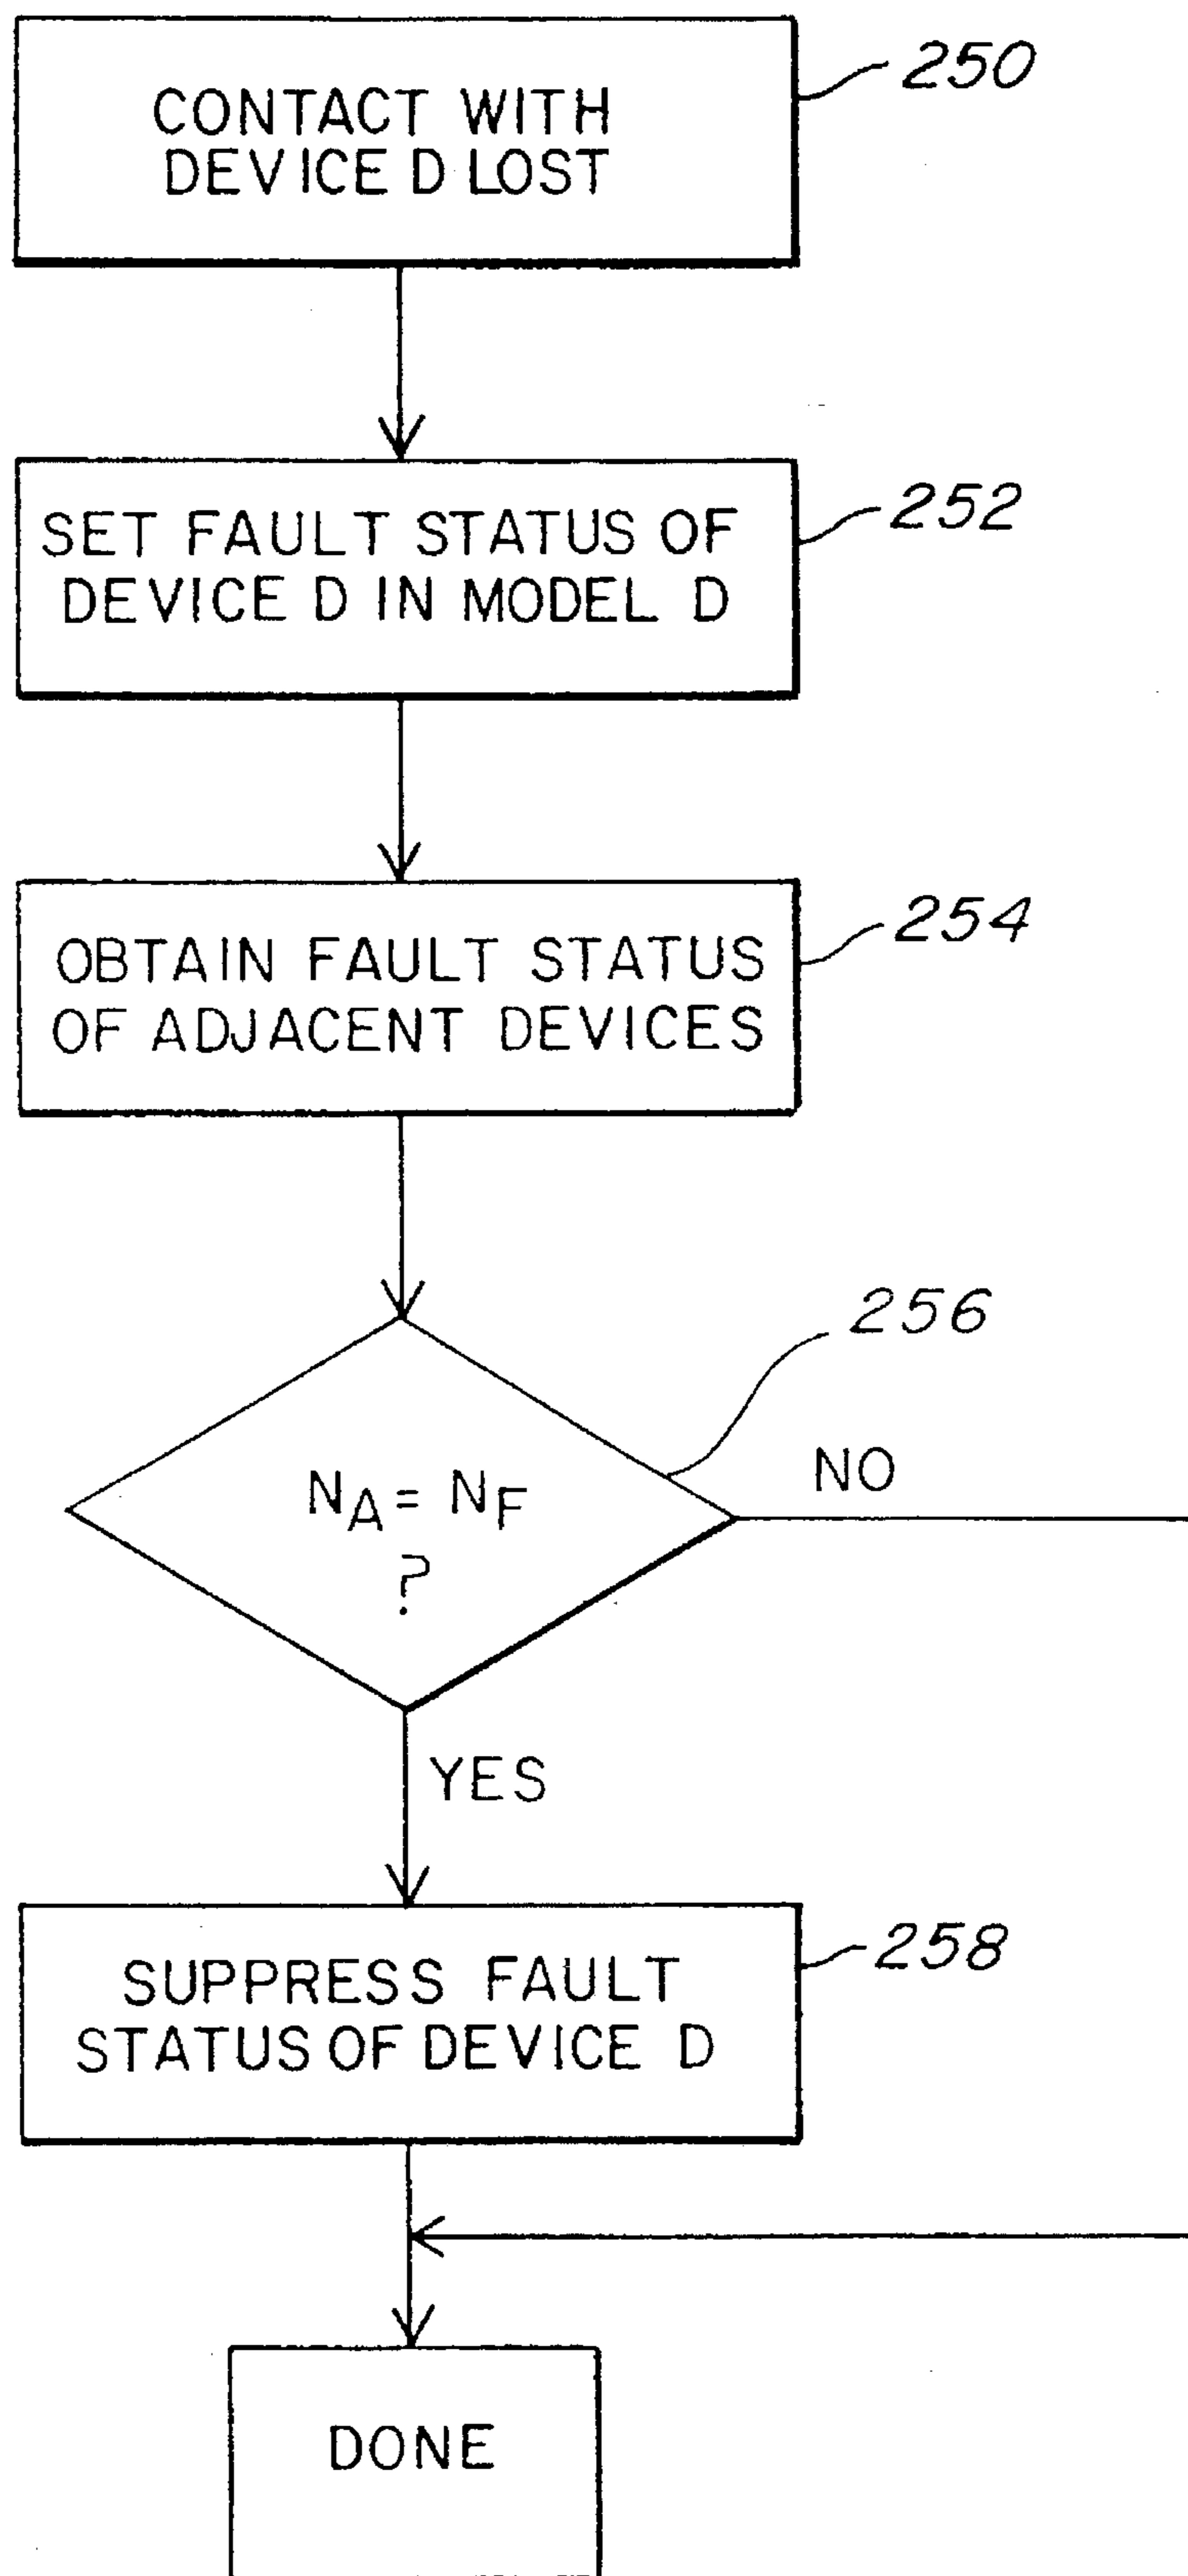 CONTACT WITH
DEVICE D LOST
250
SET FAULT STATUS OF
DEVICE D IN MODEL D
252
OBTAIN FAULT STATUS
OF ADJACENT DEVICES
254
256
NA = NF
?
NO
YES
SUPPRESS FAULT
STATUS OF DEVICE D
258
DONE